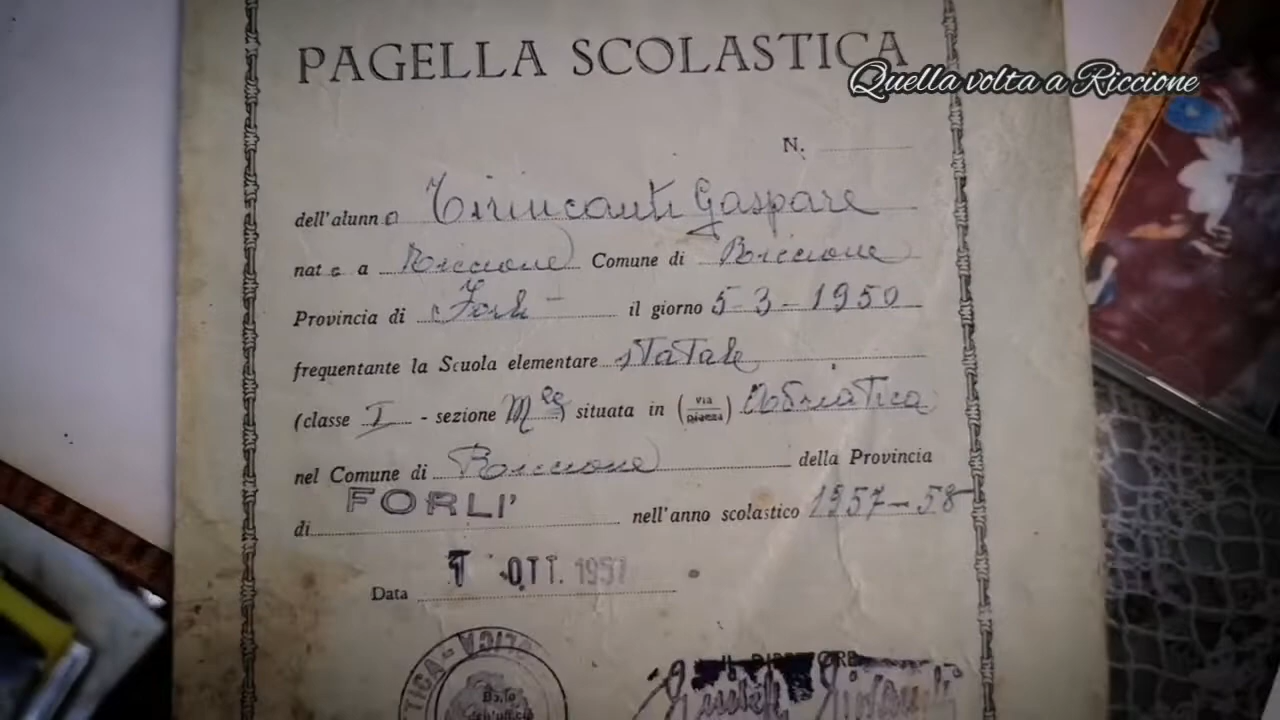 PAGELLA SCOLASTICA
Quella volta a Riccione
N.
dell'alunno Tirincanti Gaspare
nato a Riccione Comune di Riccione
Provincia di Forlì il giorno 5-3-1950
frequentante la Scuola elementare statale
(classe I - sezione ) situata in (via piazza) Adriatica
nel Comune di Riccione della Provincia
di FORLI' nell'anno scolastico 1957-58
Data 1 OTT. 1957
IL DIRETTORE